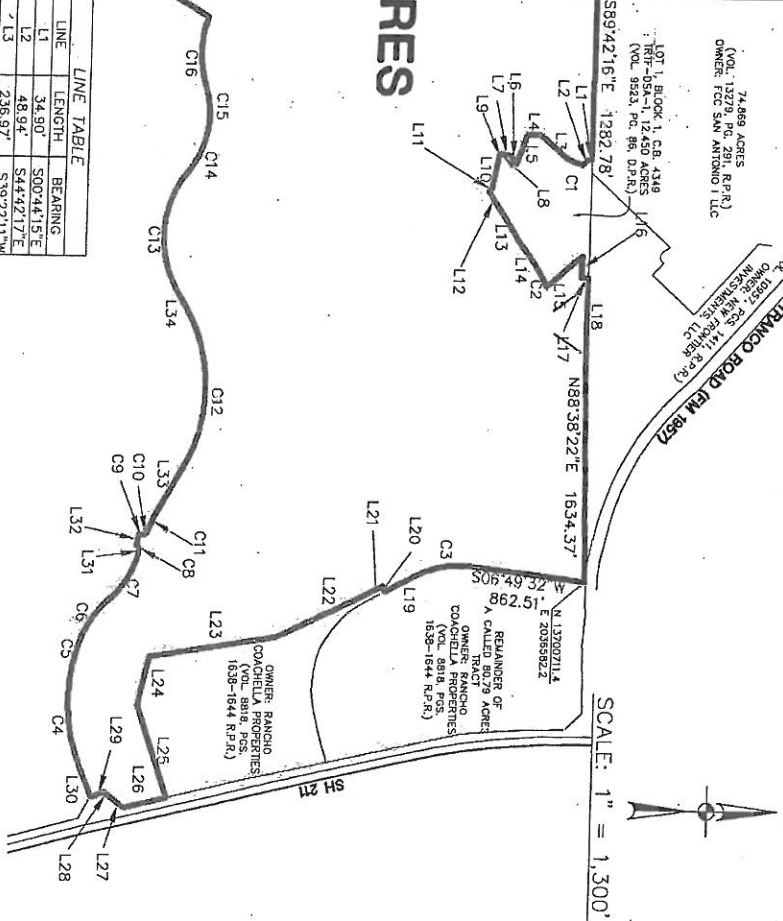 74.869 ACRES
(VOL. 13279, PG. 291, R.P.R.)
OWNER: FCC SAN ANTONIO I LLC
LOT 1, BLOCK 1, C.B. 4349
12.450 ACRES
(VOL. 9523, PG. 86, D.P.R.)
10957, PGS. 1411, R.P.R.)
OWNER: NEW FRONTIER
INVESTMENTS, LLC
TRANCO ROAD (FM 1957)
S89°42'16"E 1282.78'
L1
L2
C1
L3
L4
L5
L6
L7
L8
L9
L10
L11
L12
L13
L14
C2
L15
L16
L17
L18
N88°38'22"E 1634.37'
RES
N 13700711.4
E 2036582.2
S06°49'32"W
862.51'
SCALE: 1" = 1,300'
REMAINDER OF
A CALLED 80.79 ACRES
TRACT
OWNER: RANCHO
COACHELLA PROPERTIES
(VOL. 8818, PGS.
1638-1644 R.P.R.)
C3
L19
L20
L21
L22
L23
L24
L25
L26
L27
L28
L29
L30
OWNER: RANCHO
COACHELLA PROPERTIES
(VOL. 8818, PGS.
1638-1644 R.P.R.)
SH 211
C4
C5
C6
C7
L31
L32
C8
C9
C10
C11
L33
C12
L34
C13
C14
C15
C16
LINE TABLE
LINE LENGTH BEARING
L1 34.90' S00°44'15"E
L2 48.94' S44°42'17"E
L3 236.97' S39°22'11"W